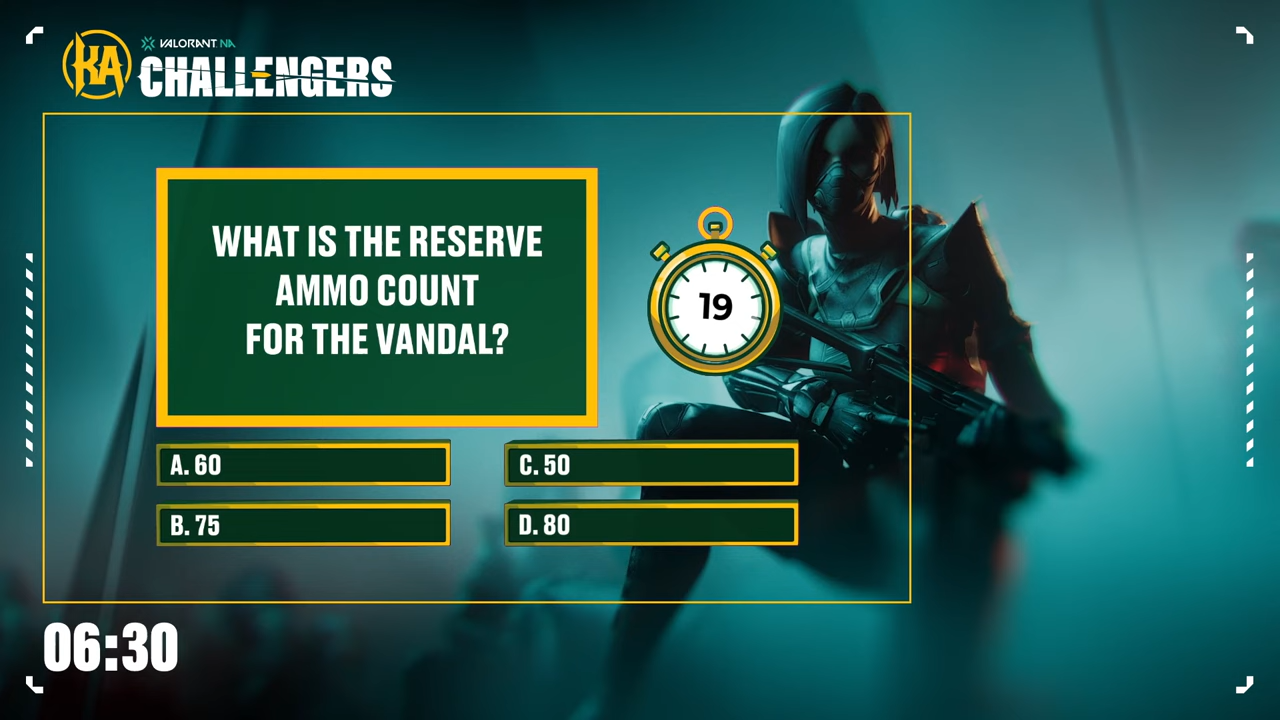 KA
VALORANT NA
CHALLENGERS
WHAT IS THE RESERVE
AMMO COUNT
FOR THE VANDAL?
19
A. 60
C. 50
B. 75
D. 80
06:30